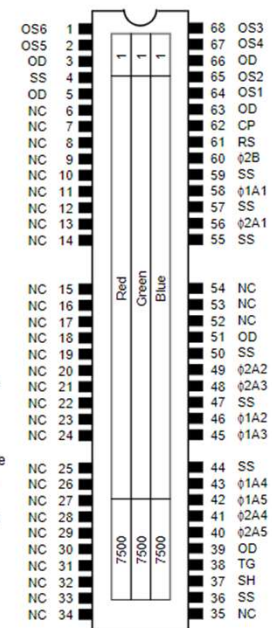 OS6 1 68 OS3
OS5 2 67 OS4
OD 3 1 1 1 66 OD
SS 4 65 OS2
OD 5 64 OS1
NC 6 63 OD
NC 7 62 CP
NC 8 61 RS
NC 9 60 ϕ2B
NC 10 59 SS
NC 11 58 ϕ1A1
NC 12 57 SS
NC 13 56 ϕ2A1
NC 14 55 SS
NC 15 Red Green Blue 54 NC
NC 16 53 NC
NC 17 52 NC
NC 18 51 OD
NC 19 50 SS
NC 20 49 ϕ2A2
NC 21 48 ϕ2A3
NC 22 47 SS
NC 23 46 ϕ1A2
NC 24 45 ϕ1A3
e
NC 25 44 SS
NC 26 43 ϕ1A4
NC 27 42 ϕ1A5
NC 28 41 ϕ2A4
NC 29 40 ϕ2A5
NC 30 7500 7500 7500 39 OD
NC 31 38 TG
NC 32 37 SH
NC 33 36 SS
NC 34 35 NC